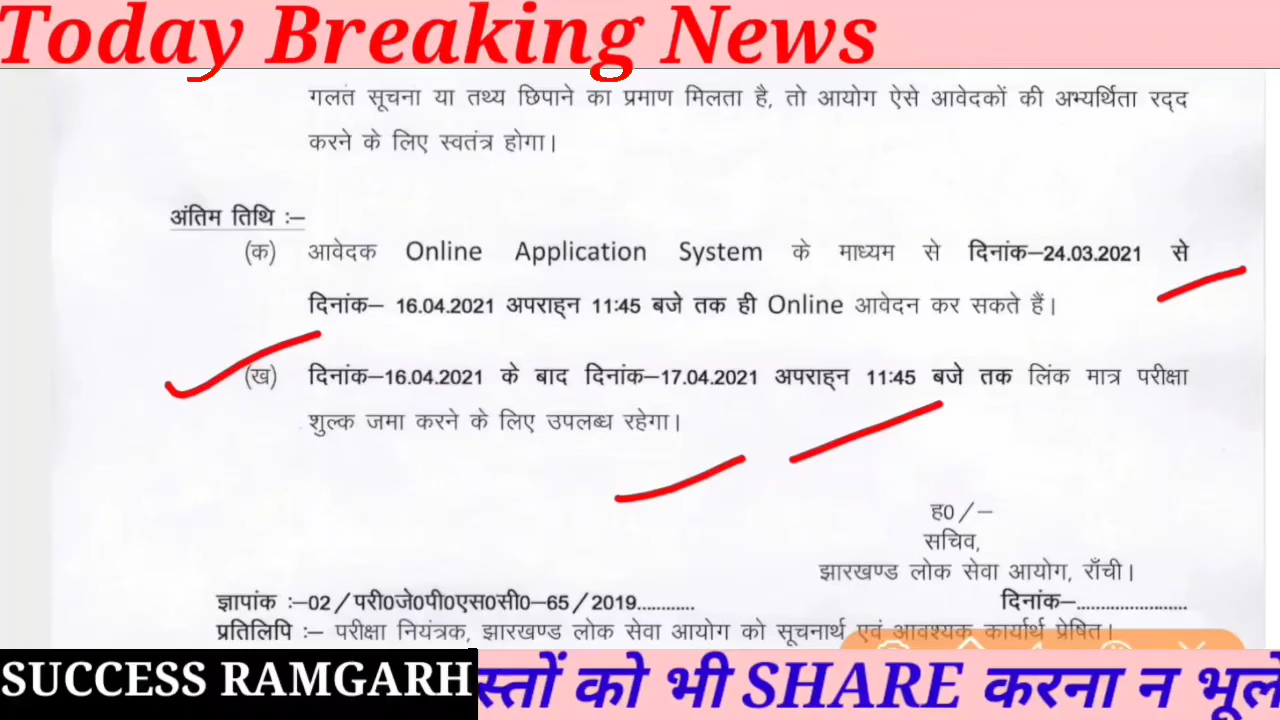 Today Breaking News
गलत सूचना या तथ्य छिपाने का प्रमाण मिलता है, तो आयोग ऐसे आवेदकों की अभ्यर्थिता रद्द
करने के लिए स्वतंत्र होगा।
अंतिम तिथि :–
(क) आवेदक Online Application System के माध्यम से दिनांक–24.03.2021 से
दिनांक– 16.04.2021 अपराह्न 11:45 बजे तक ही Online आवेदन कर सकते हैं।
(ख) दिनांक–16.04.2021 के बाद दिनांक–17.04.2021 अपराह्न 11:45 बजे तक लिंक मात्र परीक्षा
शुल्क जमा करने के लिए उपलब्ध रहेगा।
ह0/–
सचिव,
झारखण्ड लोक सेवा आयोग, राँची।
ज्ञापांक :–02/परी0जे0पी0एस0सी0–65/2019............ दिनांक–.......................
प्रतिलिपि :– परीक्षा नियंत्रक, झारखण्ड लोक सेवा आयोग को सूचनार्थ एवं आवश्यक कार्यार्थ प्रेषित।
SUCCESS RAMGARH स्तों को भी SHARE करना न भूले